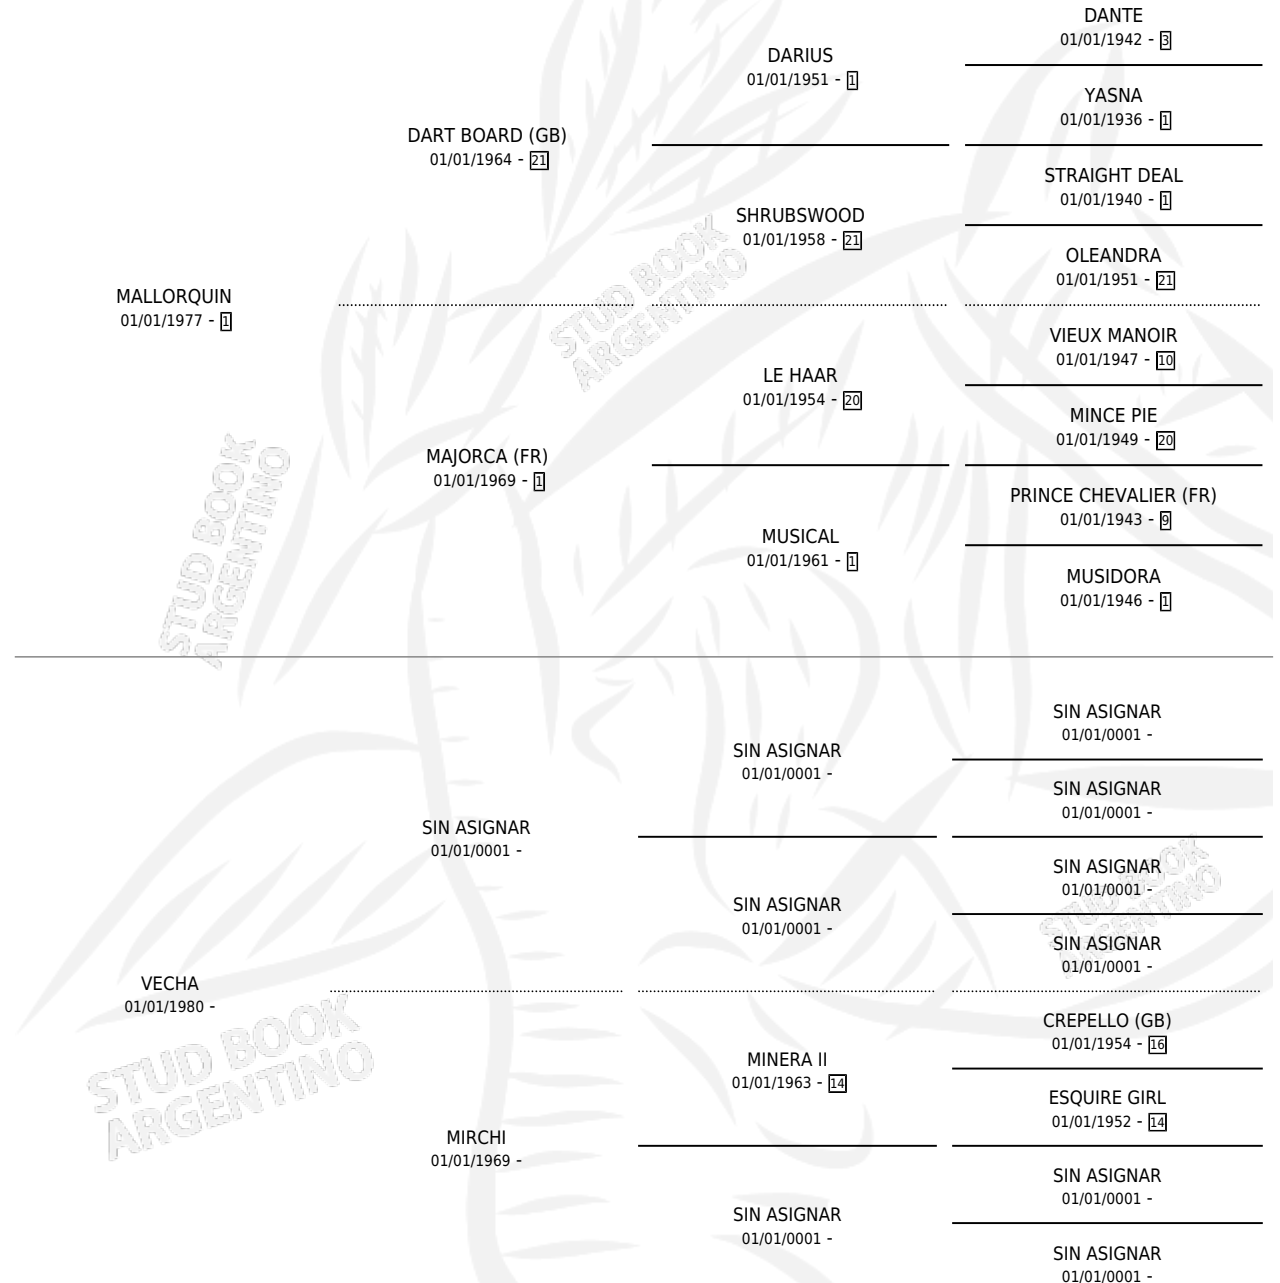 DANTE
01/01/1942 - 3
DARIUS
01/01/1951 - 1
YASNA
01/01/1936 - 1
DART BOARD (GB)
01/01/1964 - 21
STRAIGHT DEAL
01/01/1940 - 1
SHRUBSWOOD
01/01/1958 - 21
OLEANDRA
01/01/1951 - 21
MALLORQUIN
01/01/1977 - 1
VIEUX MANOIR
01/01/1947 - 10
LE HAAR
01/01/1954 - 20
MINCE PIE
01/01/1949 - 20
MAJORCA (FR)
01/01/1969 - 1
PRINCE CHEVALIER (FR)
01/01/1943 - 9
MUSICAL
01/01/1961 - 1
MUSIDORA
01/01/1946 - 1
STUD BOOK
ARGENTINO
STUD BOOK
ARGENTINO
SIN ASIGNAR
01/01/0001 -
SIN ASIGNAR
01/01/0001 -
SIN ASIGNAR
01/01/0001 -
SIN ASIGNAR
01/01/0001 -
SIN ASIGNAR
01/01/0001 -
SIN ASIGNAR
01/01/0001 -
SIN ASIGNAR
01/01/0001 -
VECHA
01/01/1980 -
CREPELLO (GB)
01/01/1954 - 16
MINERA II
01/01/1963 - 14
ESQUIRE GIRL
01/01/1952 - 14
MIRCHI
01/01/1969 -
SIN ASIGNAR
01/01/0001 -
SIN ASIGNAR
01/01/0001 -
SIN ASIGNAR
01/01/0001 -
STUD BOOK
ARGENTINO
STUD BOOK
ARGENTINO